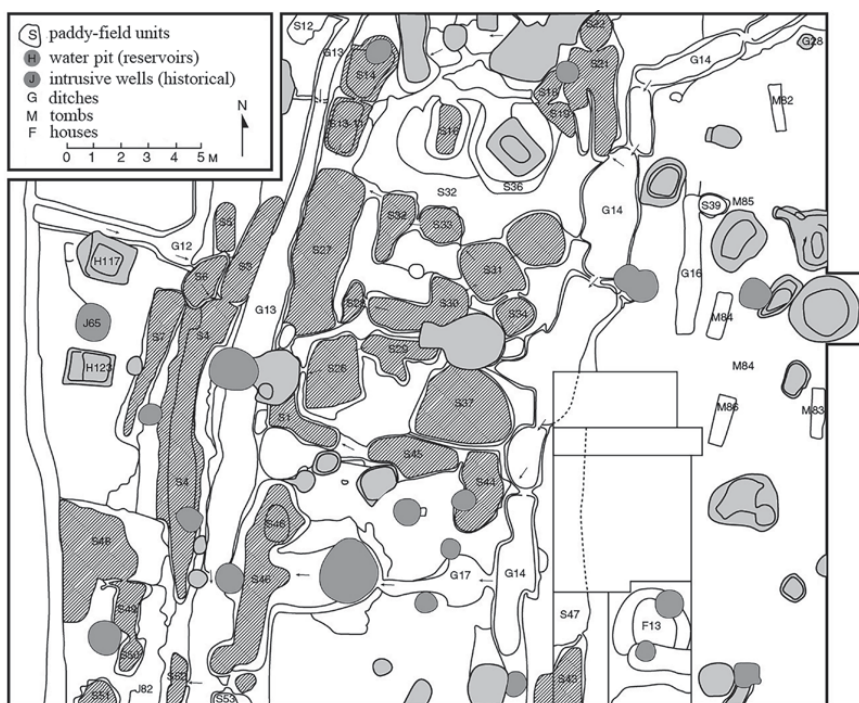 S paddy-field units
H water pit (reservoirs)
J intrusive wells (historical)
G ditches
M tombs
F houses
N
0 1 2 3 4 5 M
S12
G13
S14
S22
S21
G14
G28
S18
S19
M82
S13-11
S16
S36
S32
G14
S39
M85
S5
S3
S27
S32
S33
G12
H117
S6
S31
G16
G13
S28
S30
S34
M84
J65
S7
S4
S29
S26
H123
M84
S37
S1
M86
M83
S45
S44
S4
S46
S48
S46
G17
G14
S49
S47
F13
S50
S52
J82
S51
S53
S43